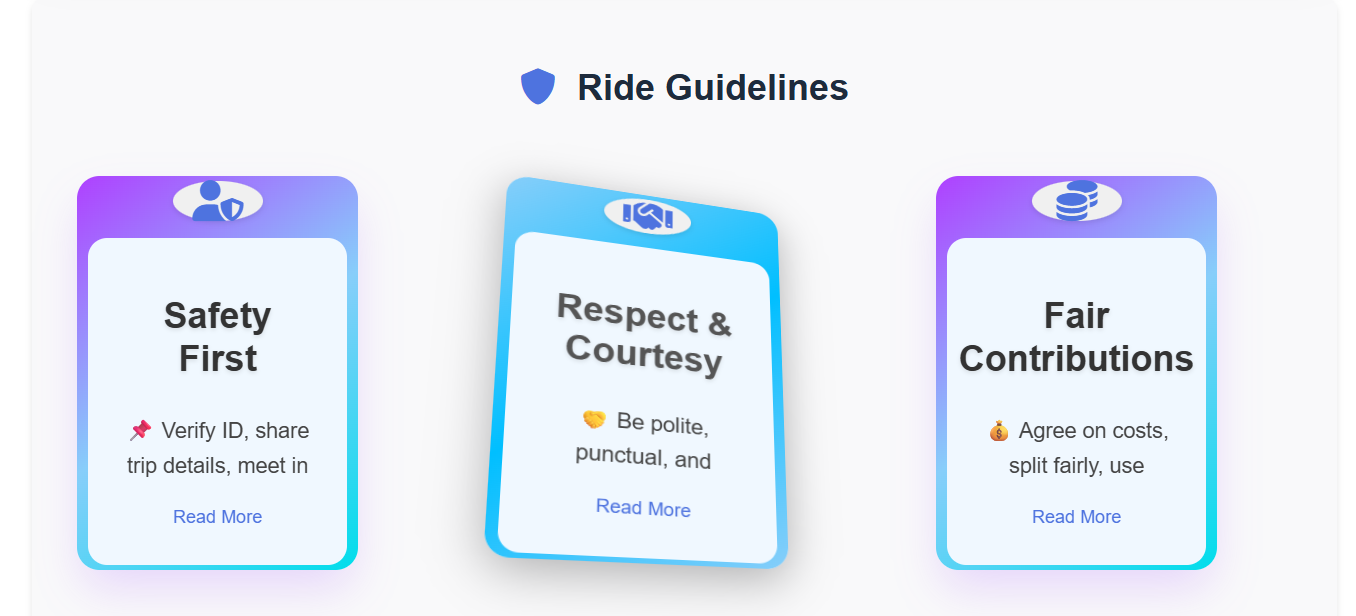 Ride Guidelines
Safety
First
📌 Verify ID, share
trip details, meet in
Read More
Respect &
Courtesy
🤝 Be polite,
punctual, and
Read More
Fair
Contributions
💰 Agree on costs,
split fairly, use
Read More